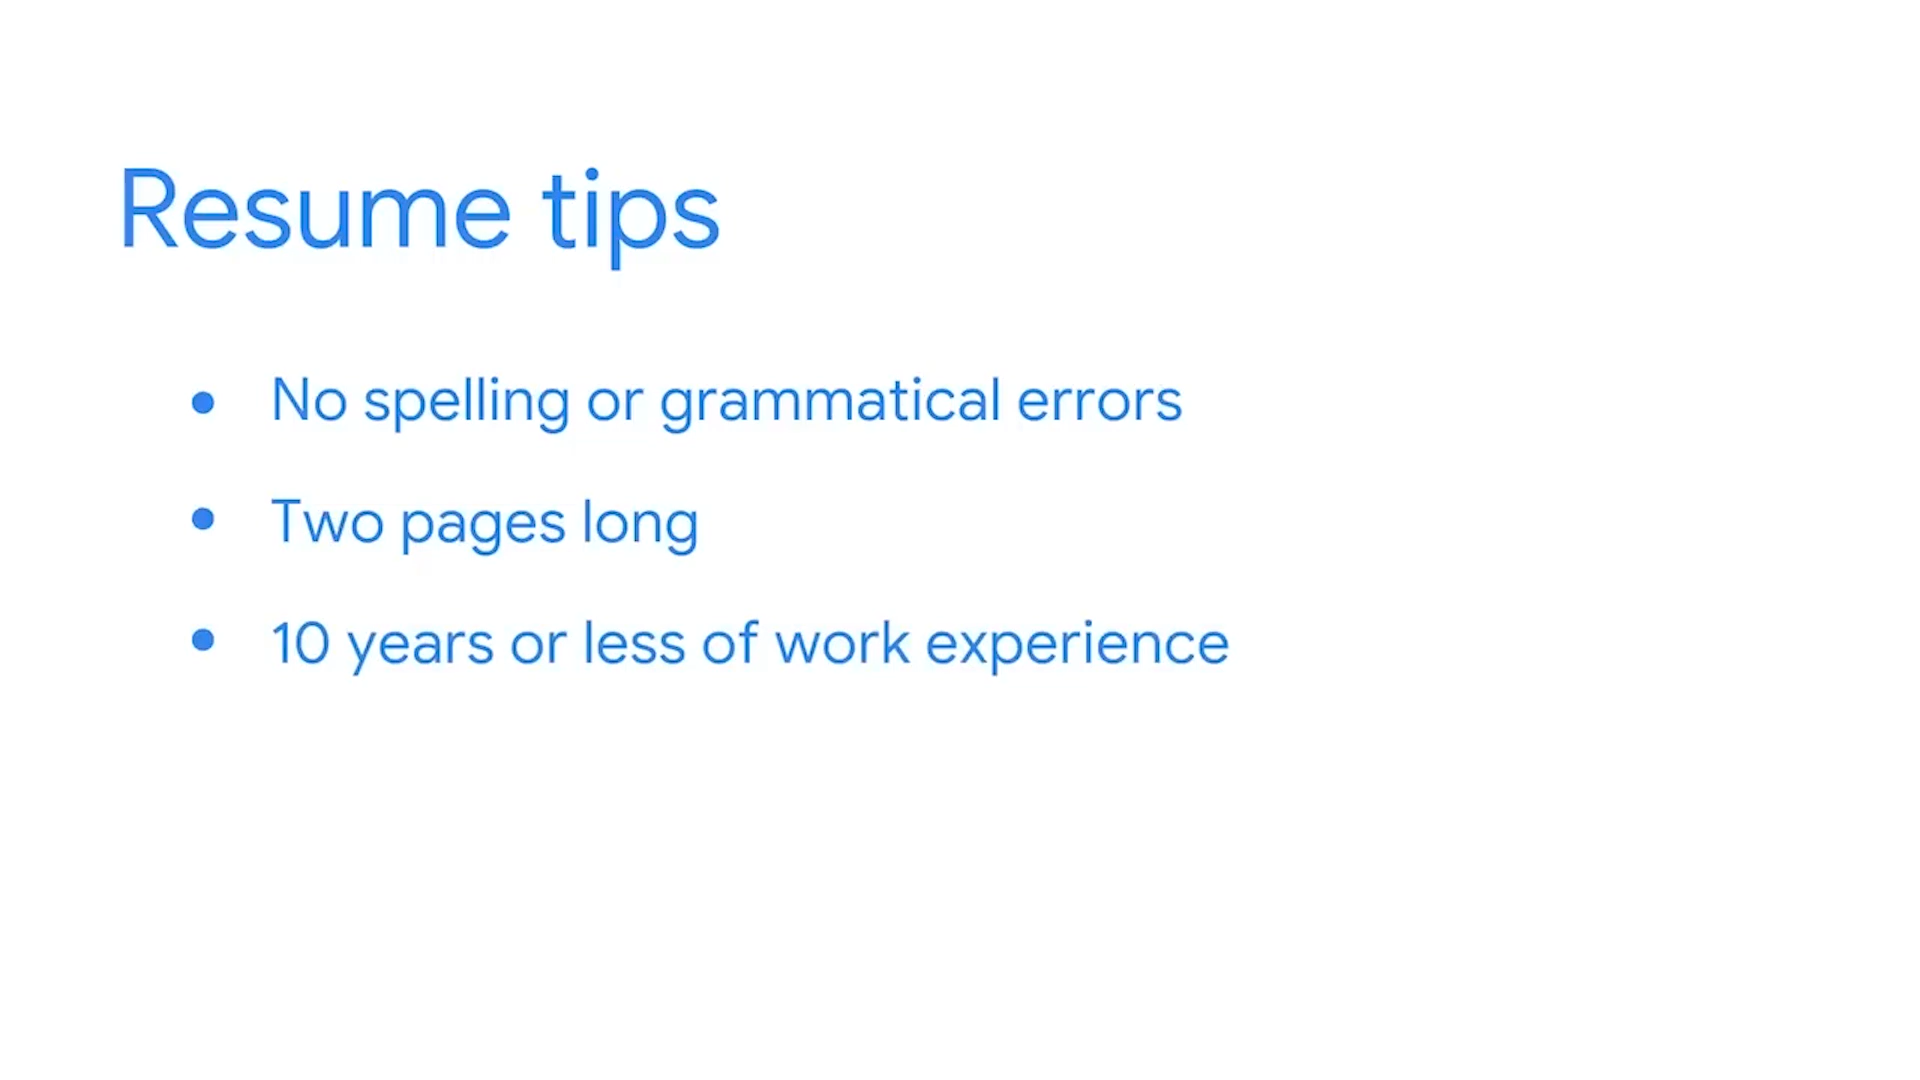 Resume tips
• No spelling or grammatical errors
• Two pages long
• 10 years or less of work experience